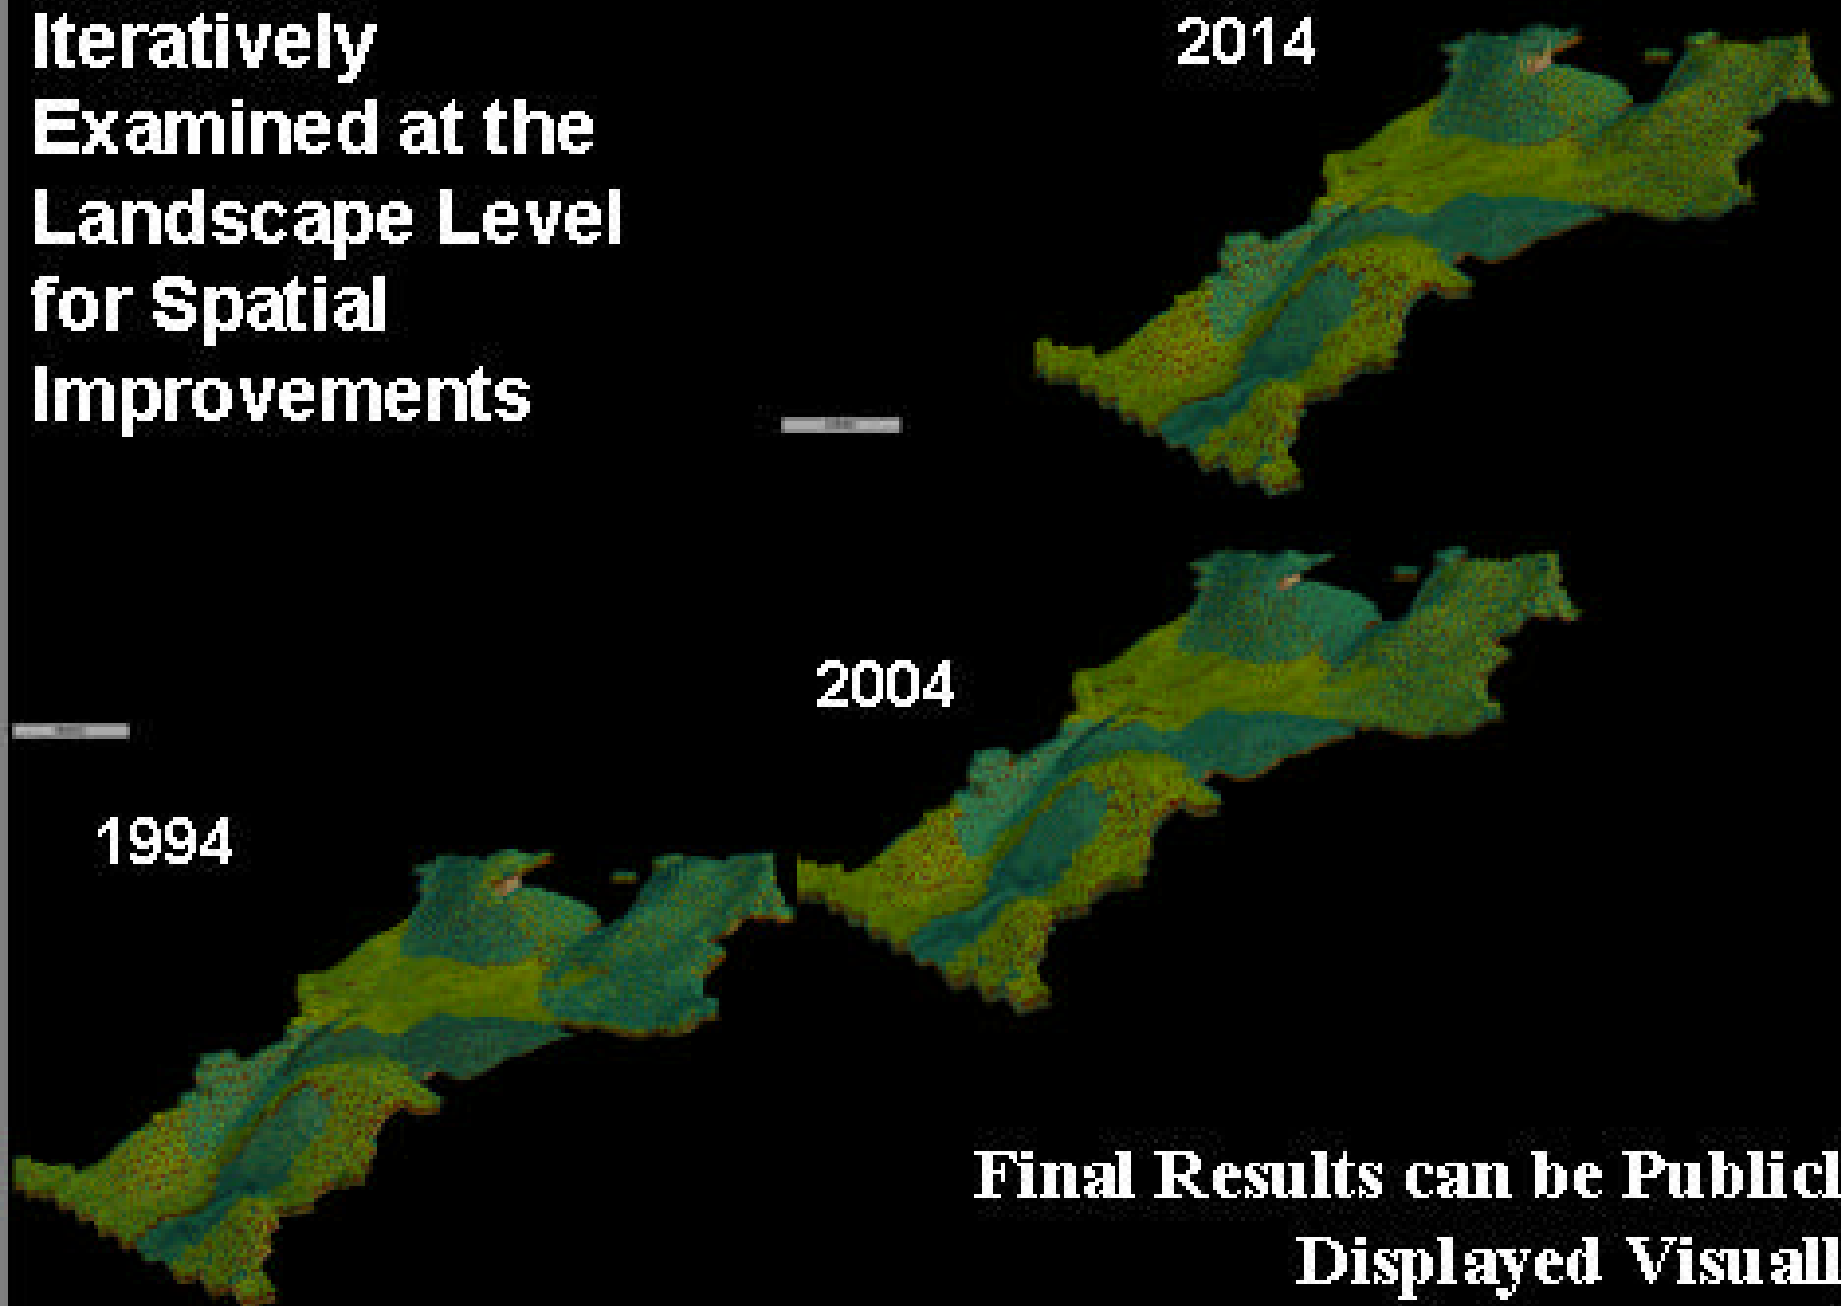 Iteratively
Examined at the
Landscape Level
for Spatial
Improvements
2014
2004
1994
Final Results can be Publicl
Displayed Visuall